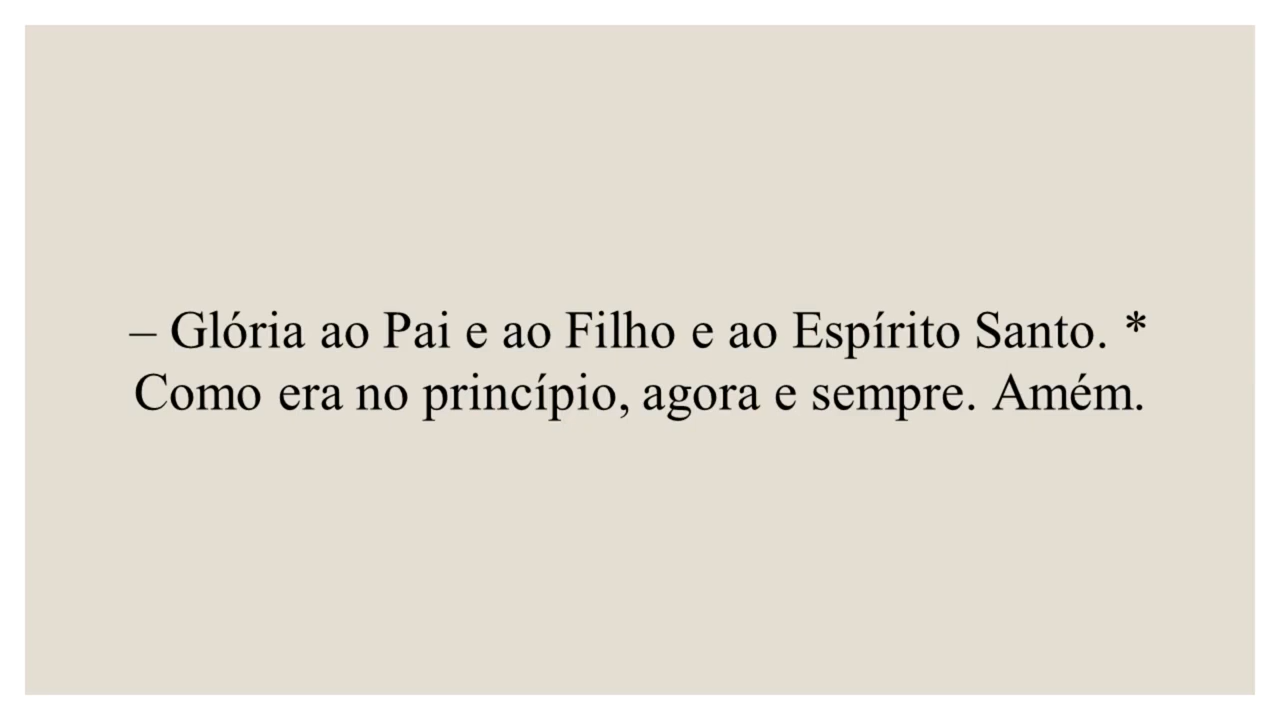 – Glória ao Pai e ao Filho e ao Espírito Santo. *
Como era no princípio, agora e sempre. Amém.